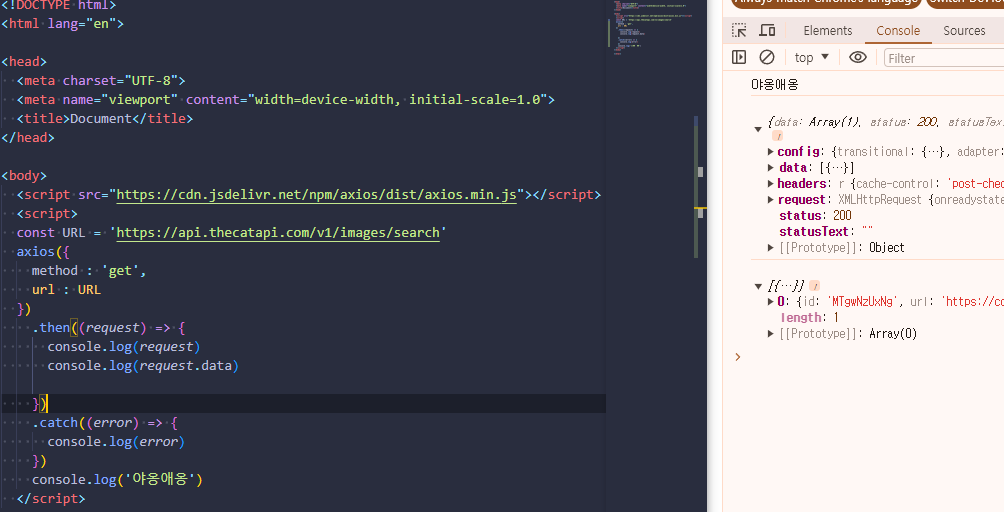 <!DOCTYPE html>
<html lang="en">
<head>
<meta charset="UTF-8">
<meta name="viewport" content="width=device-width, initial-scale=1.0">
<title>Document</title>
</head>
<body>
<script src="https://cdn.jsdelivr.net/npm/axios/dist/axios.min.js"></script>
<script>
const URL = 'https://api.thecatapi.com/v1/images/search'
axios({
method : 'get',
url : URL
})
.then((request) => {
console.log(request)
console.log(request.data)
})
.catch((error) => {
console.log(error)
})
console.log('야옹애옹')
</script>
Always match Chrome's language
Switch DevTo
Elements Console Sources
top Filter
야옹애옹
{data: Array(1), status: 200, statusTex
config: {transitional: {…}, adapter:
data: [{…}]
headers: r {cache-control: 'post-chec
request: XMLHttpRequest {onreadystate
status: 200
statusText: ""
[[Prototype]]: Object
[{…}]
0: {id: 'MTgwNzUxNg', url: 'https://cd
length: 1
[[Prototype]]: Array(0)